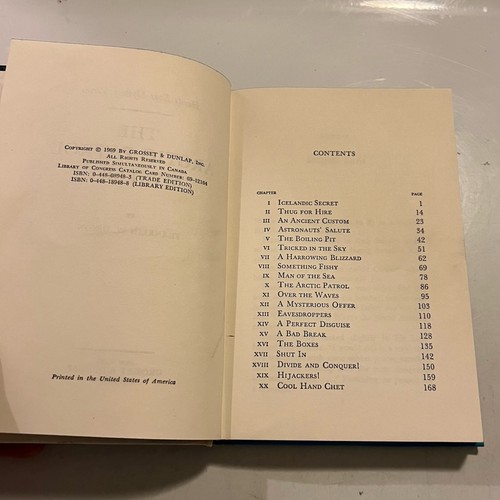 Copyright © 1969 By Grosset & Dunlap, Inc.
All Rights Reserved
Published Simultaneously in Canada
Library of Congress Catalog Card Number: 69-12164
ISBN: 0-448-08948-3 (TRADE EDITION)
ISBN: 0-448-18948-8 (LIBRARY EDITION)
Printed in the United States of America
CONTENTS
CHAPTER PAGE
I Icelandic Secret 1
II Thug for Hire 14
III An Ancient Custom 23
IV Astronauts' Salute 34
V The Boiling Pit 42
VI Tricked in the Sky 51
VII A Harrowing Blizzard 62
VIII Something Fishy 69
IX Man of the Sea 78
X The Arctic Patrol 86
XI Over the Waves 95
XII A Mysterious Offer 103
XIII Eavesdroppers 110
XIV A Perfect Disguise 118
XV A Bad Break 128
XVI The Boxes 135
XVII Shut In 142
XVIII Divide and Conquer! 150
XIX Hijackers! 159
XX Cool Hand Chet 168